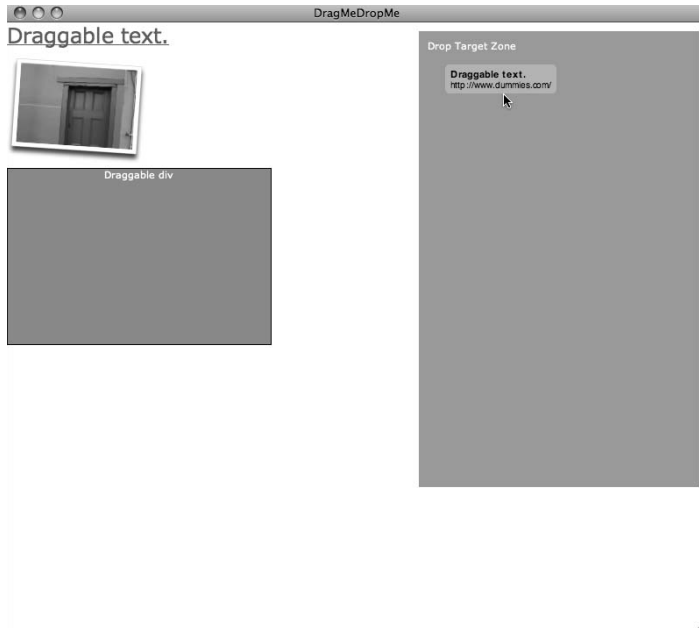 DragMeDropMe
Draggable text.
Drop Target Zone
Draggable text.
http://www.dummies.com/
Draggable div